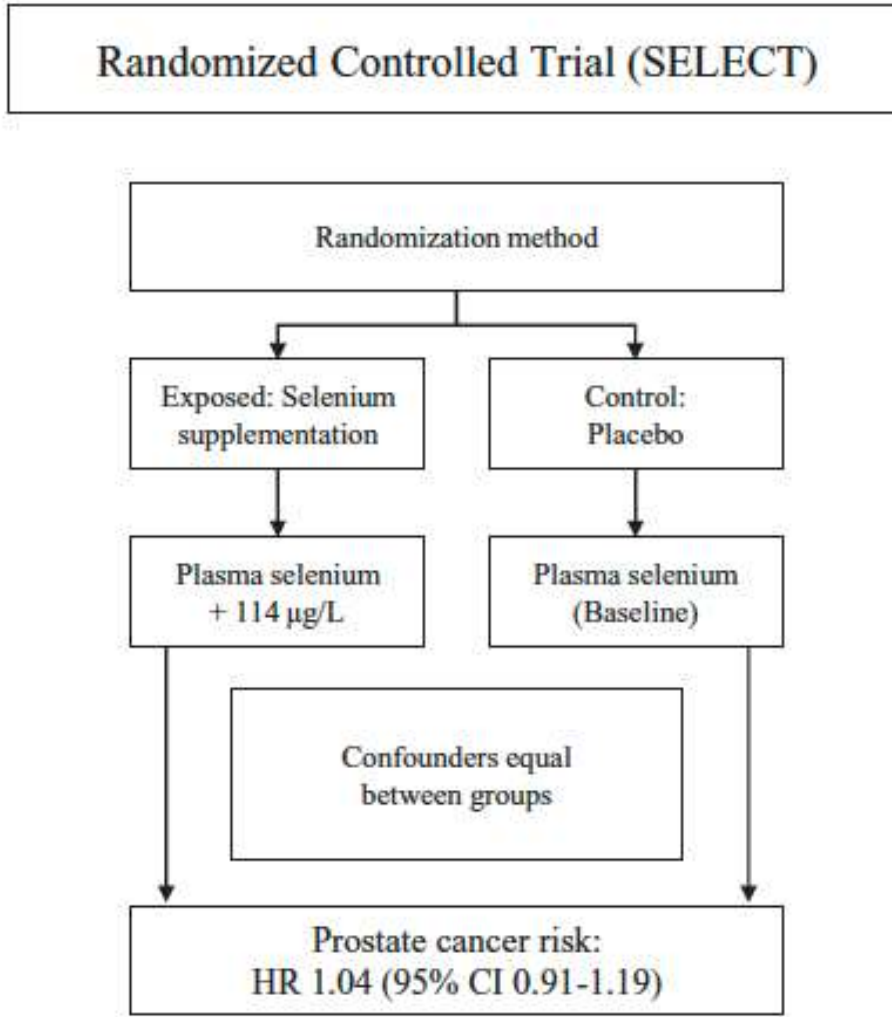 Randomized Controlled Trial (SELECT)
Randomization method
Exposed: Selenium
supplementation
Control:
Placebo
Plasma selenium
+ 114 μg/L
Plasma selenium
(Baseline)
Confounders equal
between groups
Prostate cancer risk:
HR 1.04 (95% CI 0.91-1.19)